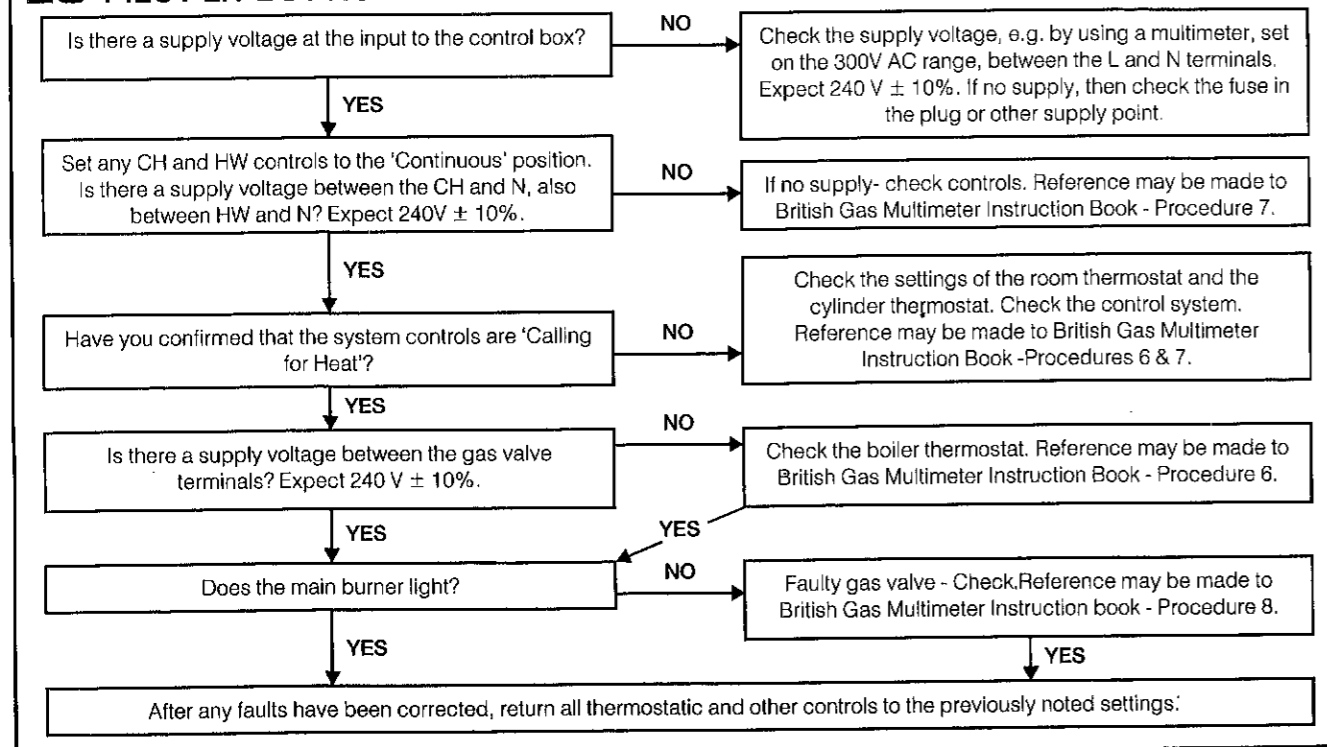 Is there a supply voltage at the input to the control box?
NO
Check the supply voltage, e.g. by using a multimeter, set
on the 300V AC range, between the L and N terminals.
Expect 240 V ± 10%. If no supply, then check the fuse in
the plug or other supply point.
YES
Set any CH and HW controls to the 'Continuous' position.
Is there a supply voltage between the CH and N, also
between HW and N? Expect 240V ± 10%.
NO
If no supply- check controls. Reference may be made to
British Gas Multimeter Instruction Book - Procedure 7.
YES
Have you confirmed that the system controls are 'Calling
for Heat'?
NO
Check the settings of the room thermostat and the
cylinder thermostat. Check the control system.
Reference may be made to British Gas Multimeter
Instruction Book -Procedures 6 & 7.
YES
Is there a supply voltage between the gas valve
terminals? Expect 240 V ± 10%.
NO
Check the boiler thermostat. Reference may be made to
British Gas Multimeter Instruction Book - Procedure 6.
YES
YES
Does the main burner light?
NO
Faulty gas valve - Check.Reference may be made to
British Gas Multimeter Instruction book - Procedure 8.
YES
YES
After any faults have been corrected, return all thermostatic and other controls to the previously noted settings.